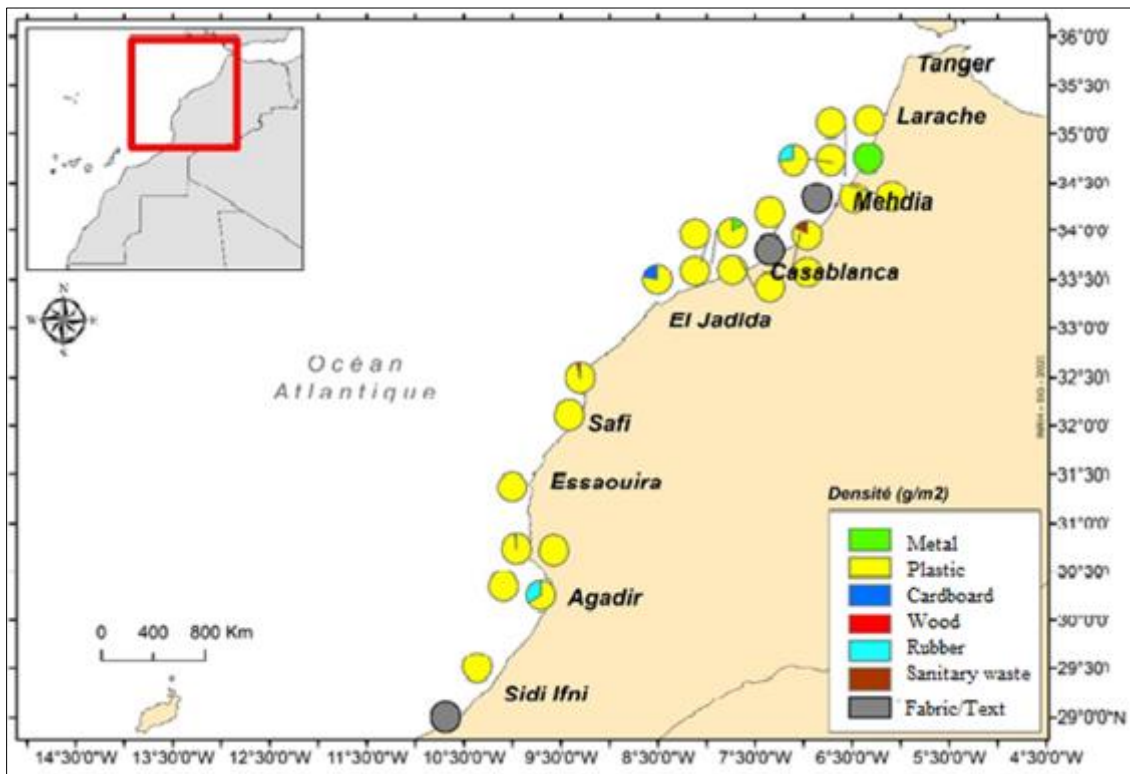 36°0'0"
Tanger
35°30'
Larache
35°0'0"
34°30'
Mehdia
34°0'0"
Casablanca
33°30'
El Jadida
33°0'0"
N
W E
S
Océan
Atlantique
32°30'
Safi
32°0'0"
Essaouira
31°30'
Densité (g/m2)
31°0'0"
Metal
Plastic
30°30'
Agadir
Cardboard
0 400 800 Km
Wood
30°0'0"
Rubber
Sanitary waste
29°30'
Sidi Ifni
Fabric/Text
29°0'0"N
14°30'0"W 13°30'0"W 12°30'0"W 11°30'0"W 10°30'0"W 9°30'0"W 8°30'0"W 7°30'0"W 6°30'0"W 5°30'0"W 4°30'0"W